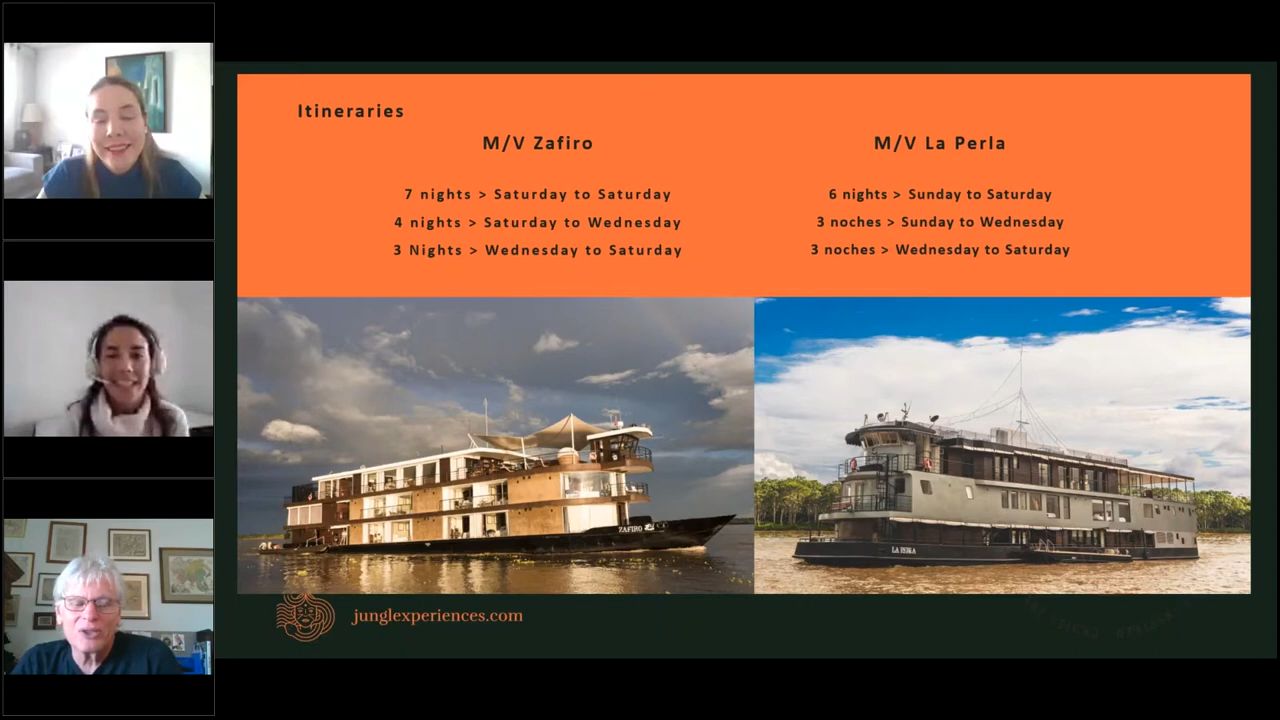 Itineraries
M/V Zafiro
7 nights > Saturday to Saturday
4 nights > Saturday to Wednesday
3 Nights > Wednesday to Saturday
M/V La Perla
6 nights > Sunday to Saturday
3 noches > Sunday to Wednesday
3 noches > Wednesday to Saturday
ZAFIRO
LA PERLA
junglexperiences.com